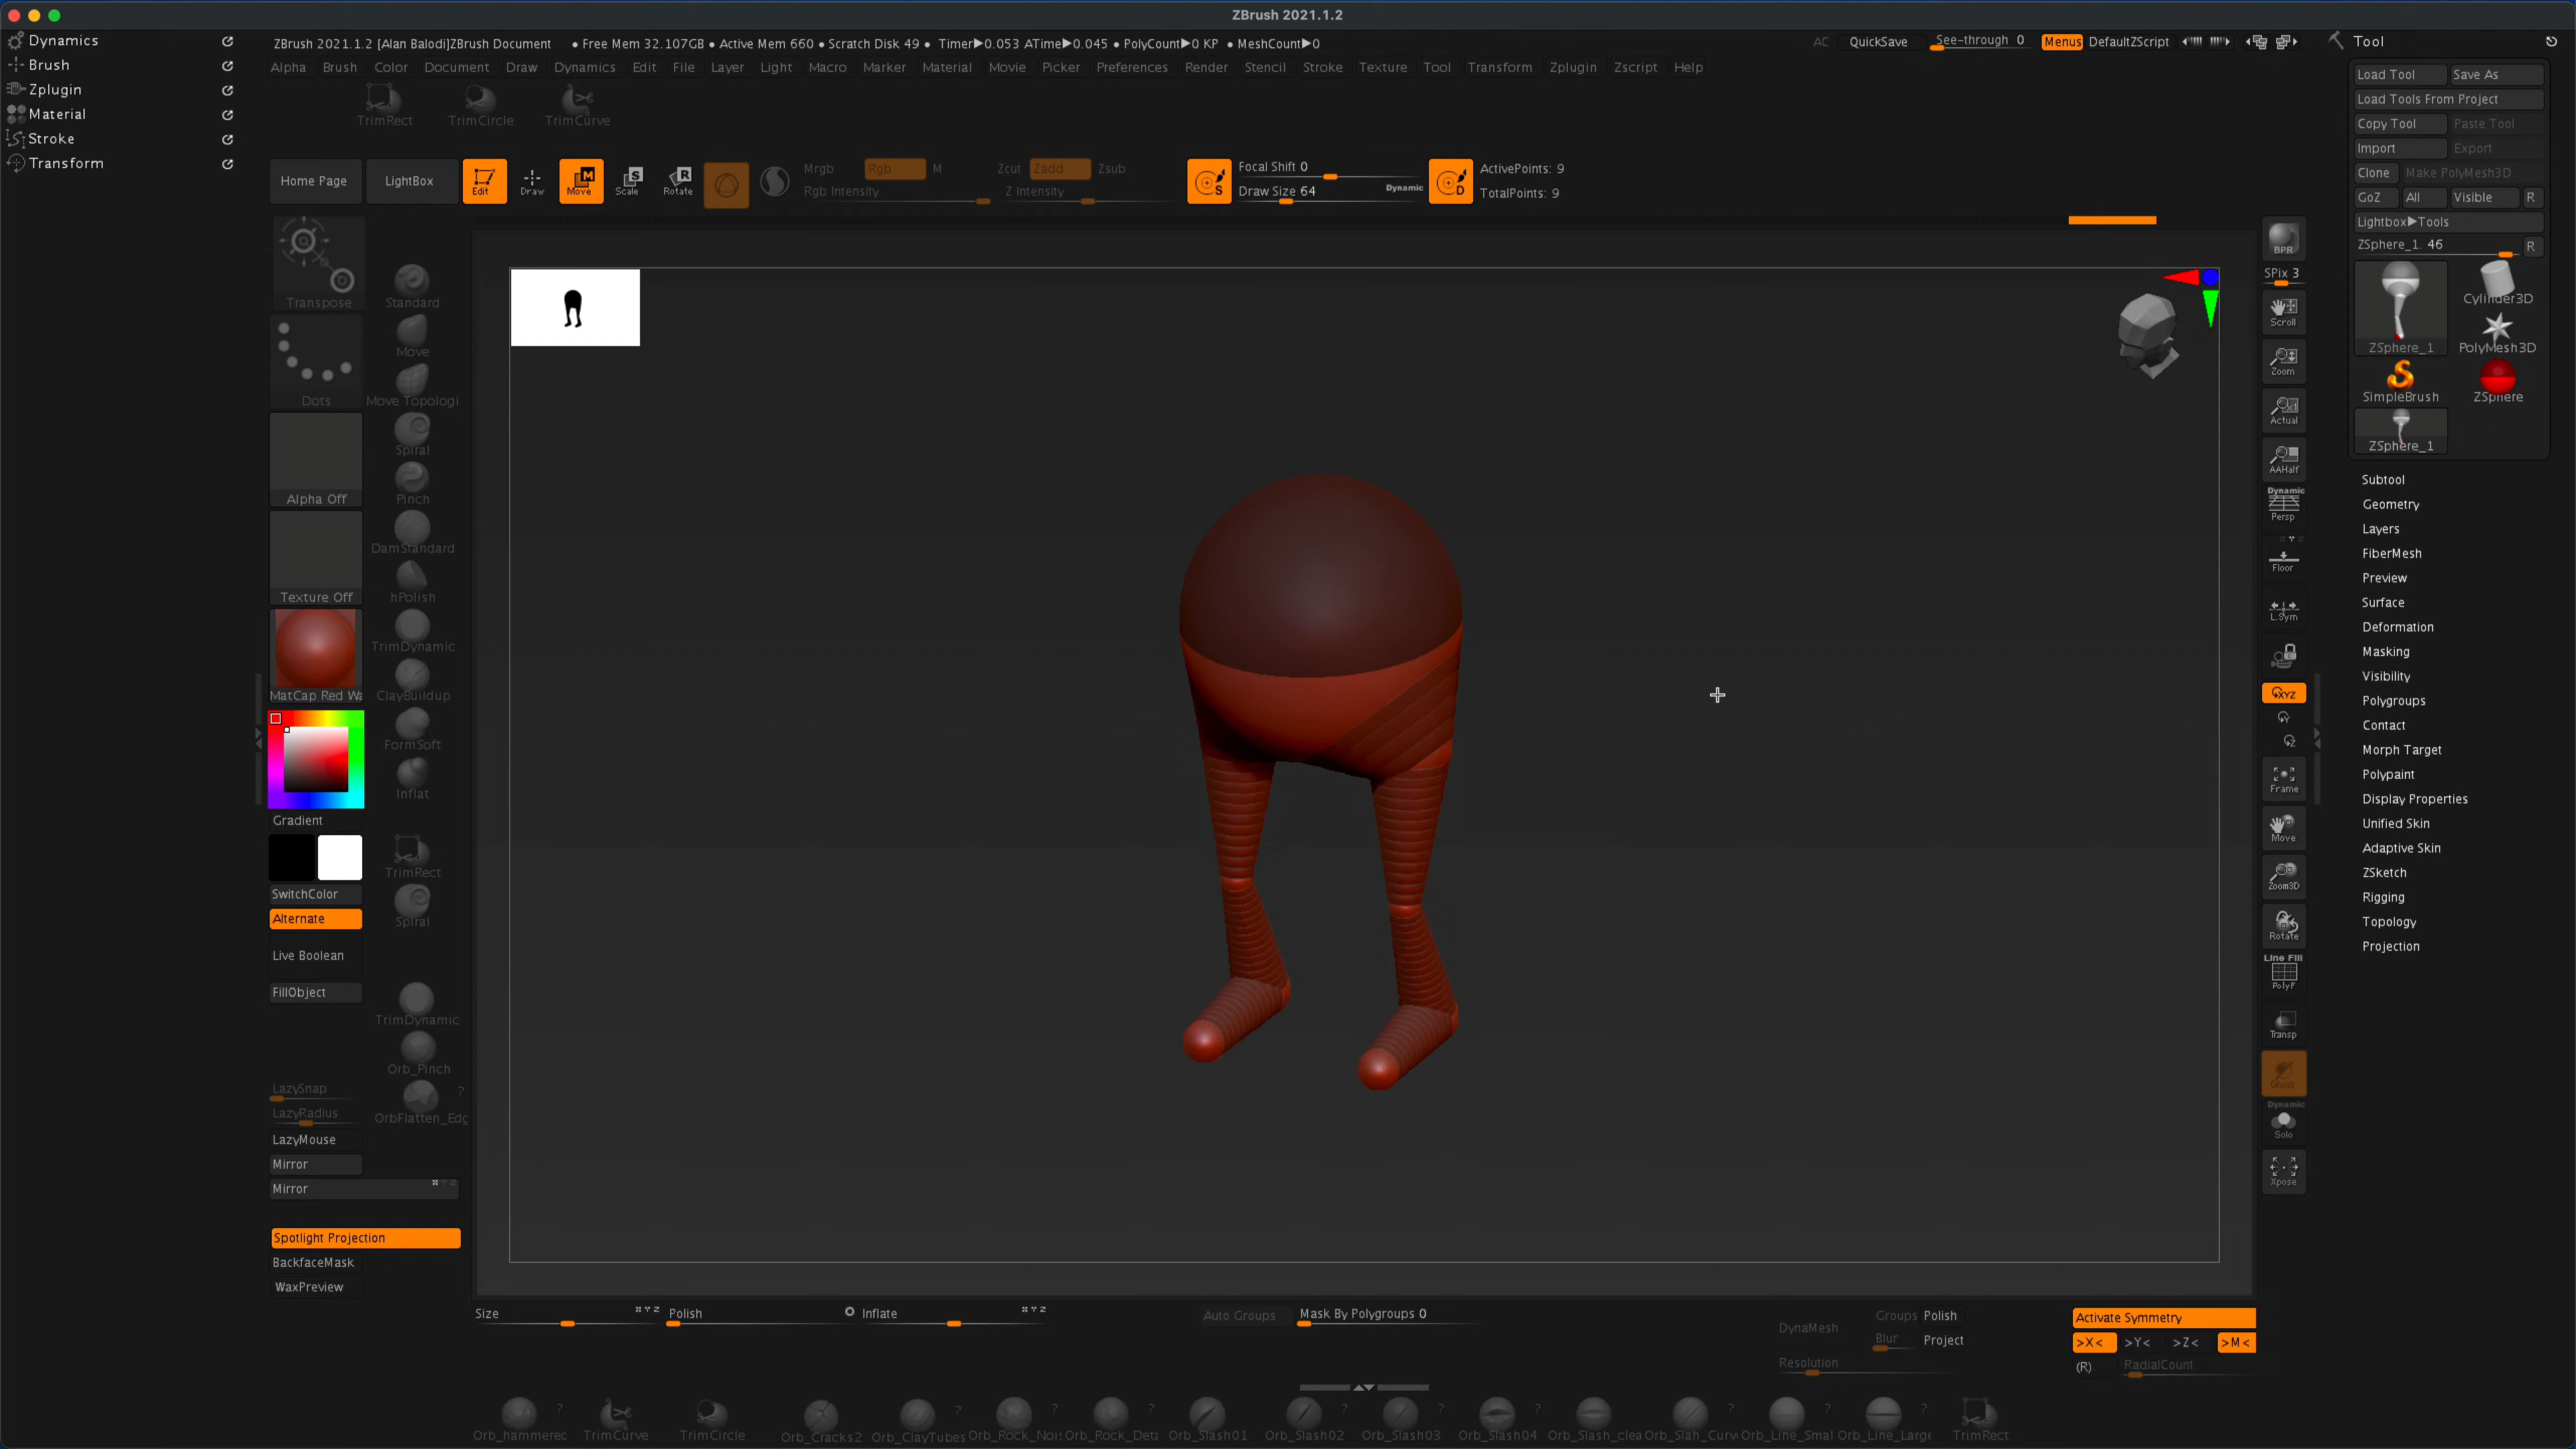 ZBrush 2021.1.2
Dynamics
Brush
Zplugin
Material
Stroke
Transform
ZBrush 2021.1.2 [Alan Balodi]ZBrush Document • Free Mem 32.107GB • Active Mem 660 • Scratch Disk 49 • Timer▶0.053 ATime▶0.045 • PolyCount▶0 KP • MeshCount▶0
AC QuickSave See-through 0 Menus DefaultZScript
Alpha Brush Color Document Draw Dynamics Edit File Layer Light Macro Marker Material Movie Picker Preferences Render Stencil Stroke Texture Tool Transform Zplugin Zscript Help
TrimRect TrimCircle TrimCurve
Home Page LightBox Edit Draw Move Scale Rotate
Mrgb Rgb M Zcut Zadd Zsub
Rgb Intensity Z Intensity
Focal Shift 0
Draw Size 64 Dynamic
ActivePoints: 9
TotalPoints: 9
Transpose
Dots
Alpha Off
Texture Off
MatCap Red Wa
Gradient
SwitchColor
Alternate
Live Boolean
FillObject
LazySnap
LazyRadius
LazyMouse
Mirror
Mirror
Spotlight Projection
BackfaceMask
WaxPreview
Standard
Move
Move Topologi
Spiral
Pinch
DamStandard
hPolish
TrimDynamic
ClayBuildup
FormSoft
Inflat
TrimRect
Spiral
TrimDynamic
Orb_Pinch
OrbFlatten_Edg
BPR
SPix 3
Scroll
Zoom
Actual
AAHalf
Dynamic
Persp
Floor
L.Sym
XYZ
Frame
Move
Zoom3D
Rotate
Line Fill
PolyF
Transp
Ghost
Dynamic
Solo
Xpose
Tool
Load Tool Save As
Load Tools From Project
Copy Tool Paste Tool
Import Export
Clone Make PolyMesh3D
GoZ All Visible R
Lightbox▶Tools
ZSphere_1. 46 R
ZSphere_1
Cylinder3D
PolyMesh3D
SimpleBrush
ZSphere
ZSphere_1
Subtool
Geometry
Layers
FiberMesh
Preview
Surface
Deformation
Masking
Visibility
Polygroups
Contact
Morph Target
Polypaint
Display Properties
Unified Skin
Adaptive Skin
ZSketch
Rigging
Topology
Projection
Size Polish Inflate
Auto Groups Mask By Polygroups 0
DynaMesh
Groups Polish
Blur Project
Resolution
Activate Symmetry
>X< >Y< >Z< >M<
(R) RadialCount
Orb_hammerec TrimCurve TrimCircle Orb_Cracks2 Orb_ClayTubes Orb_Rock_Nois Orb_Rock_Deta Orb_Slash01 Orb_Slash02 Orb_Slash03 Orb_Slash04 Orb_Slash_clea Orb_Slah_Curv Orb_Line_Smal Orb_Line_Large TrimRect